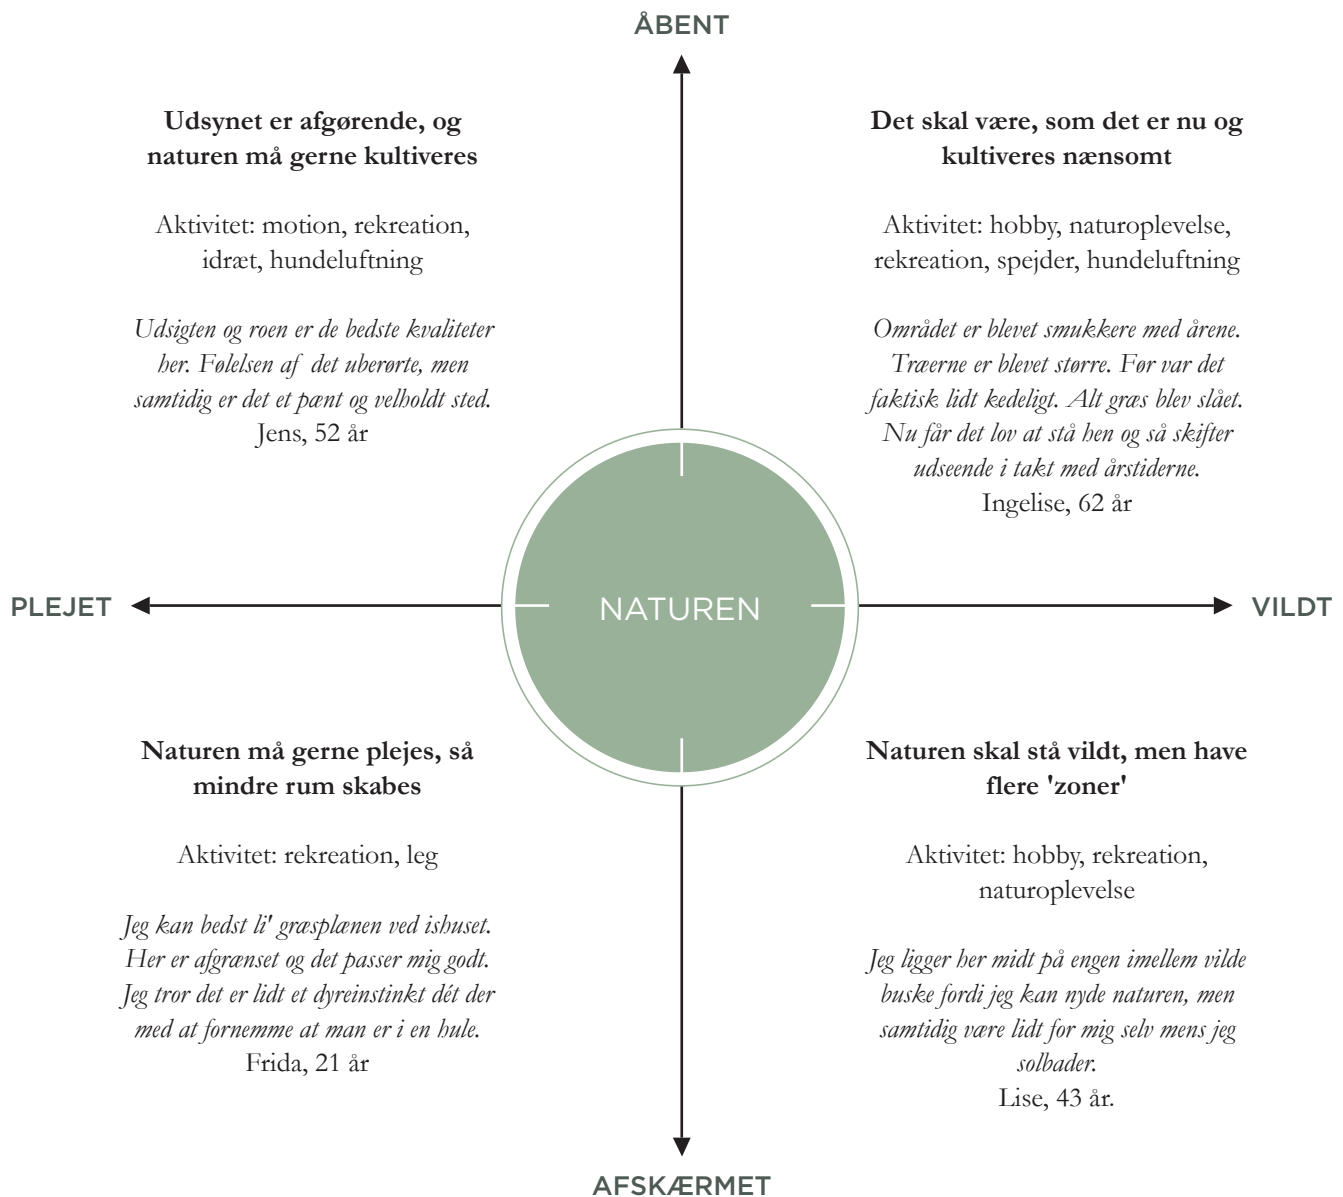 ÅBENT
Udsynet er afgørende, og
naturen må gerne kultiveres
Aktivitet: motion, rekreation,
idræt, hundeluftning
Udsigten og roen er de bedste kvaliteter
her. Følelsen af det uberørte, men
samtidig er det et pænt og velholdt sted.
Jens, 52 år
Det skal være, som det er nu og
kultiveres nænsomt
Aktivitet: hobby, naturoplevelse,
rekreation, spejder, hundeluftning
Området er blevet smukkere med årene.
Træerne er blevet større. Før var det
faktisk lidt kedeligt. Alt græs blev slået.
Nu får det lov at stå hen og så skifter
udseende i takt med årstiderne.
Ingelise, 62 år
PLEJET
NATUREN
VILDT
Naturen må gerne plejes, så
mindre rum skabes
Aktivitet: rekreation, leg
Jeg kan bedst li' græsplænen ved ishuset.
Her er afgrænset og det passer mig godt.
Jeg tror det er lidt et dyreinstinkt dét der
med at fornemme at man er i en hule.
Frida, 21 år
Naturen skal stå vildt, men have
flere 'zoner'
Aktivitet: hobby, rekreation,
naturoplevelse
Jeg ligger her midt på engen imellem vilde
buske fordi jeg kan nyde naturen, men
samtidig være lidt for mig selv mens jeg
solbader.
Lise, 43 år.
AFSKÆRMET